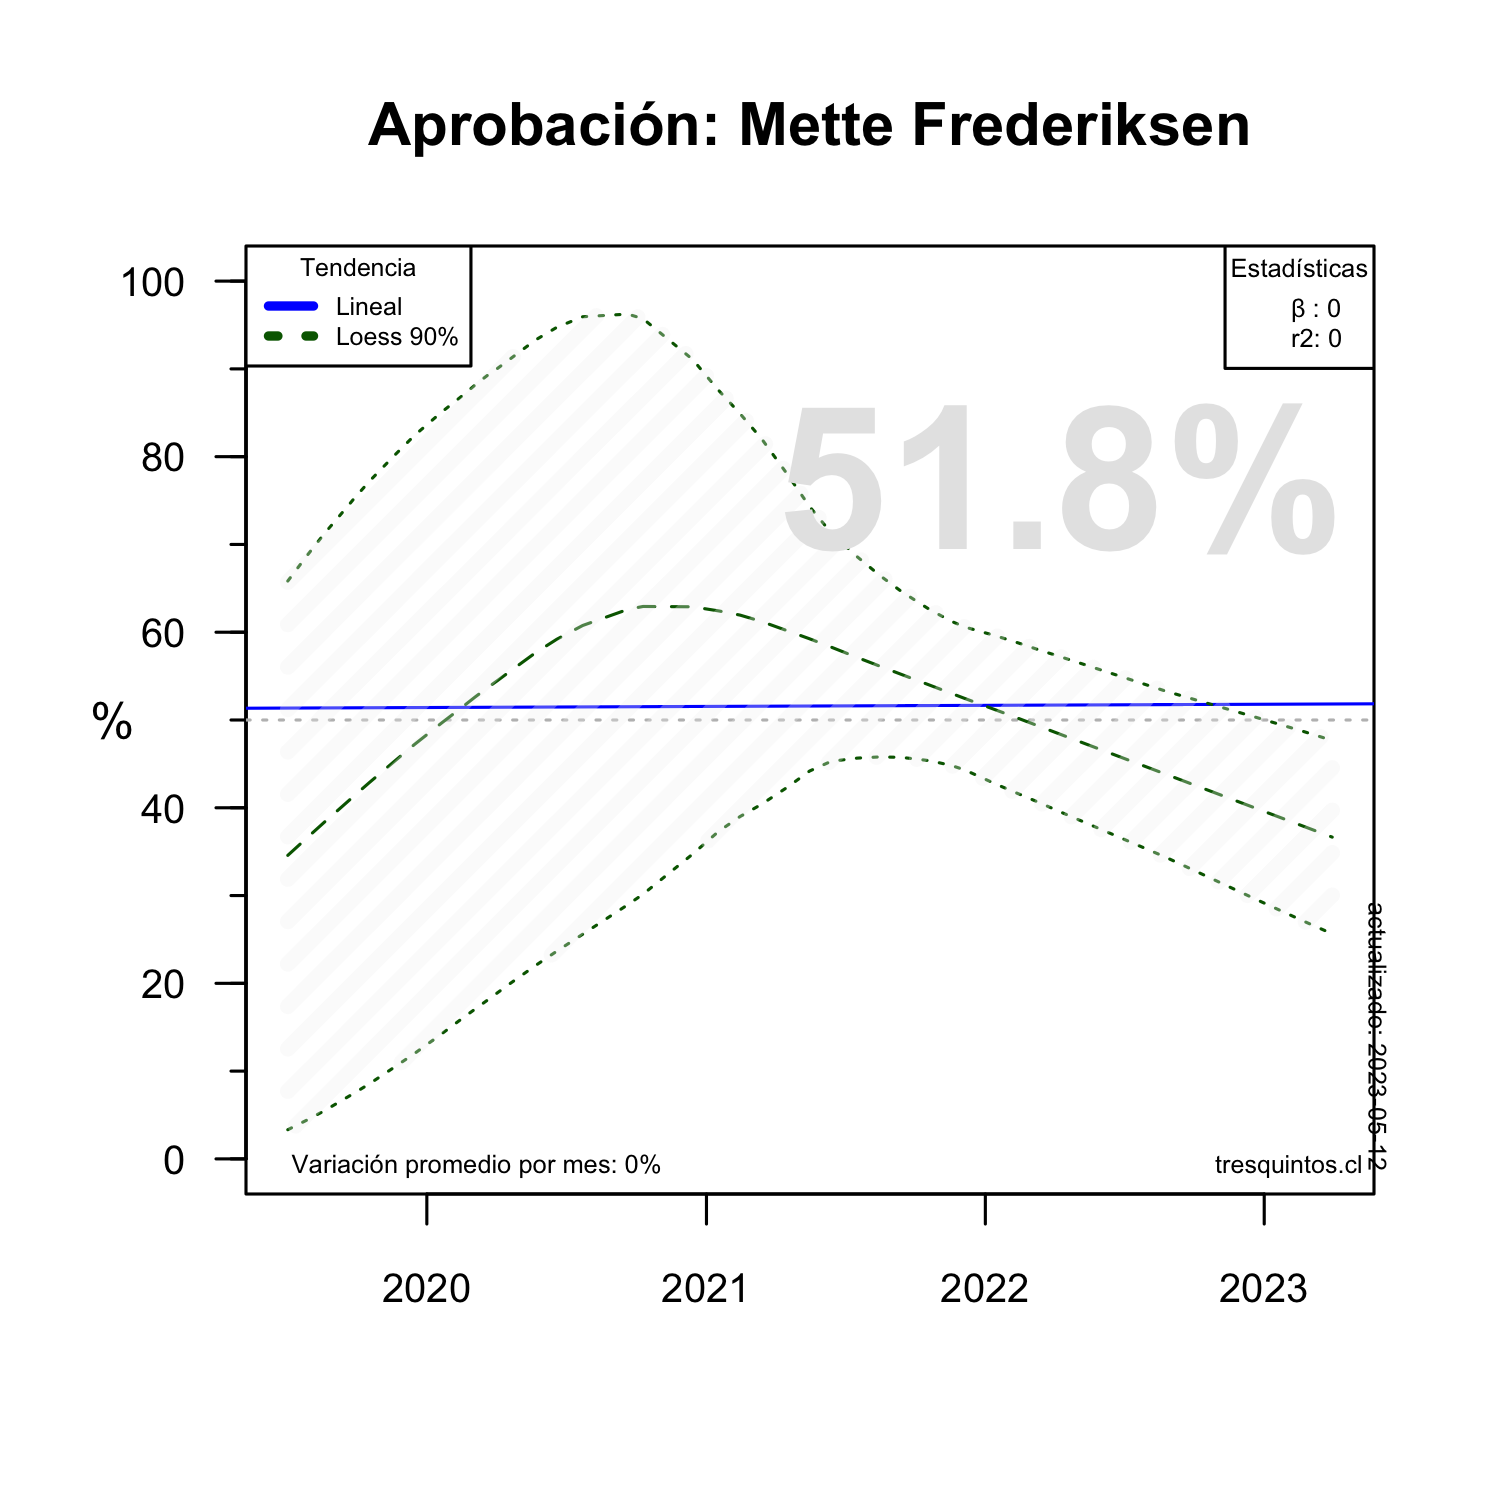 Aprobación: Mette Frederiksen
Tendencia
Lineal
Loess 90%
Estadísticas
β : 0
r2: 0
51.8%
100
80
60
40
20
0
%
actualizado: 2023-05-12
Variación promedio por mes: 0%
tresquintos.cl
2020
2021
2022
2023